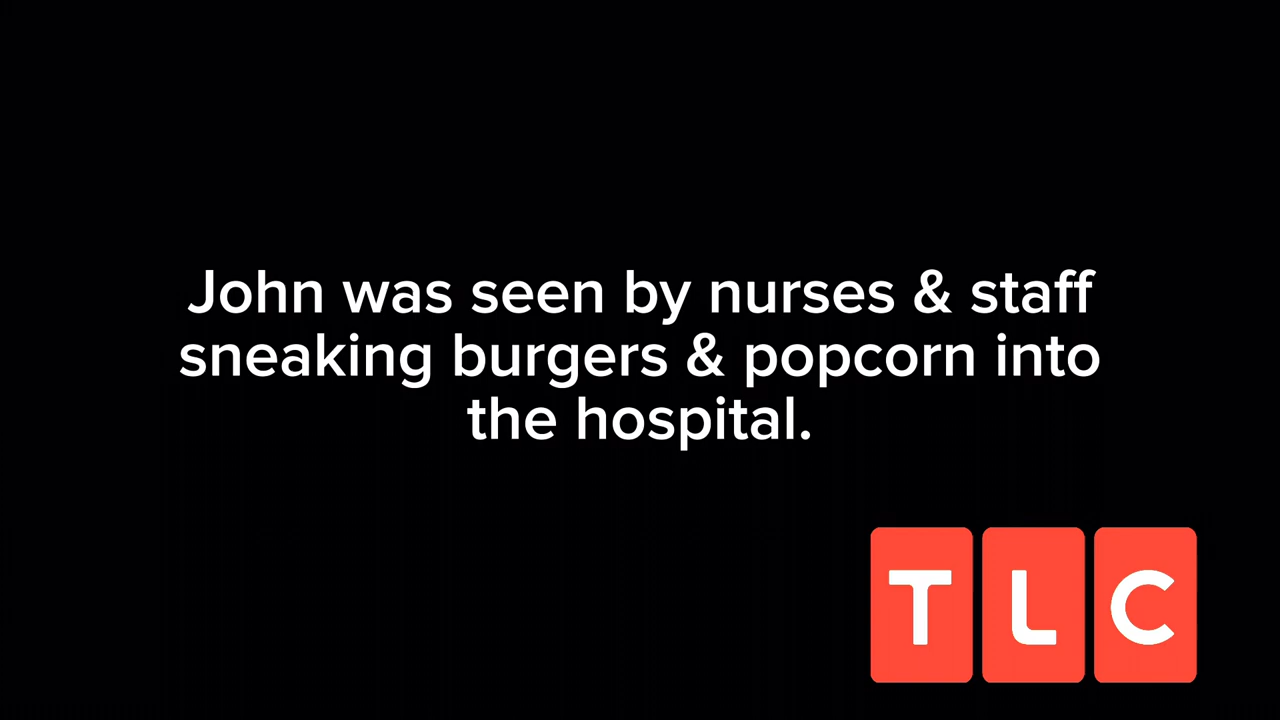 John was seen by nurses & staff
sneaking burgers & popcorn into
the hospital.
TLC